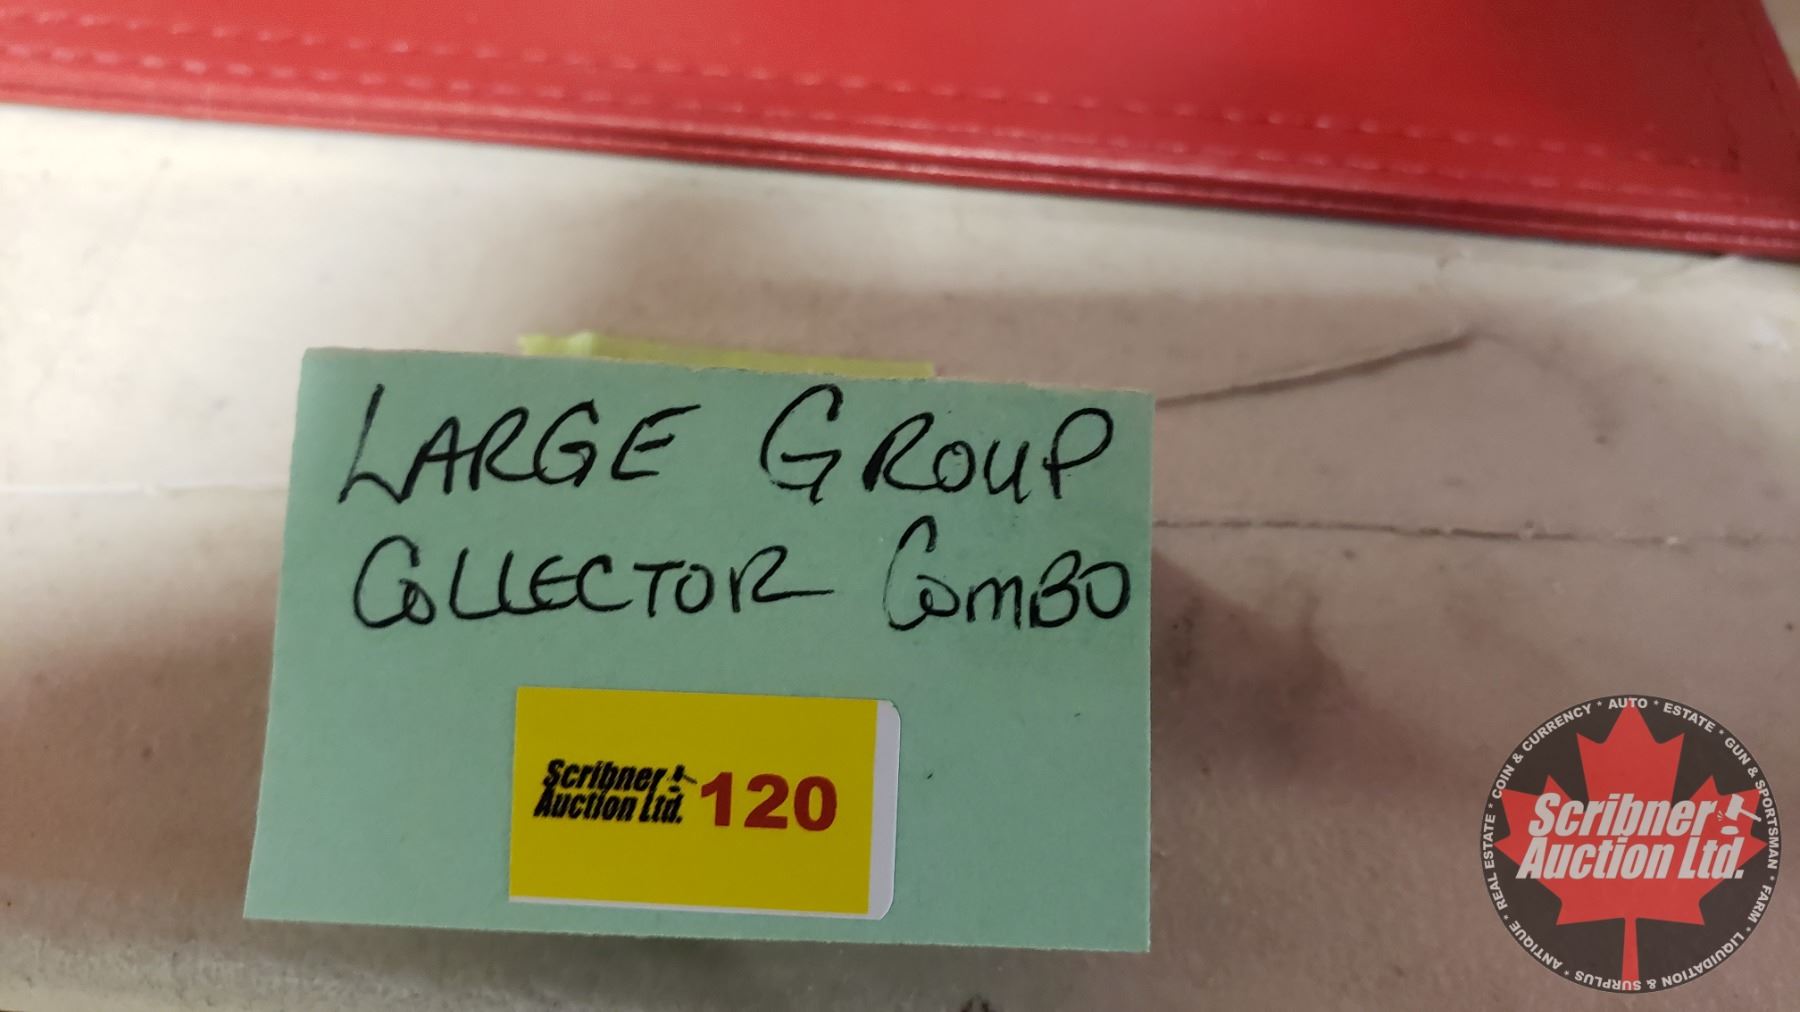 LARGE GROUP
COLLECTOR COMBO
Scribner
Auction Ltd.
120
COIN & CURRENCY * AUTO * ESTATE * GUN & SPORTSMAN * FARM * LIQUIDATION & SURPLUS * ANTIQUE * REAL ESTATE *
Scribner
Auction Ltd.